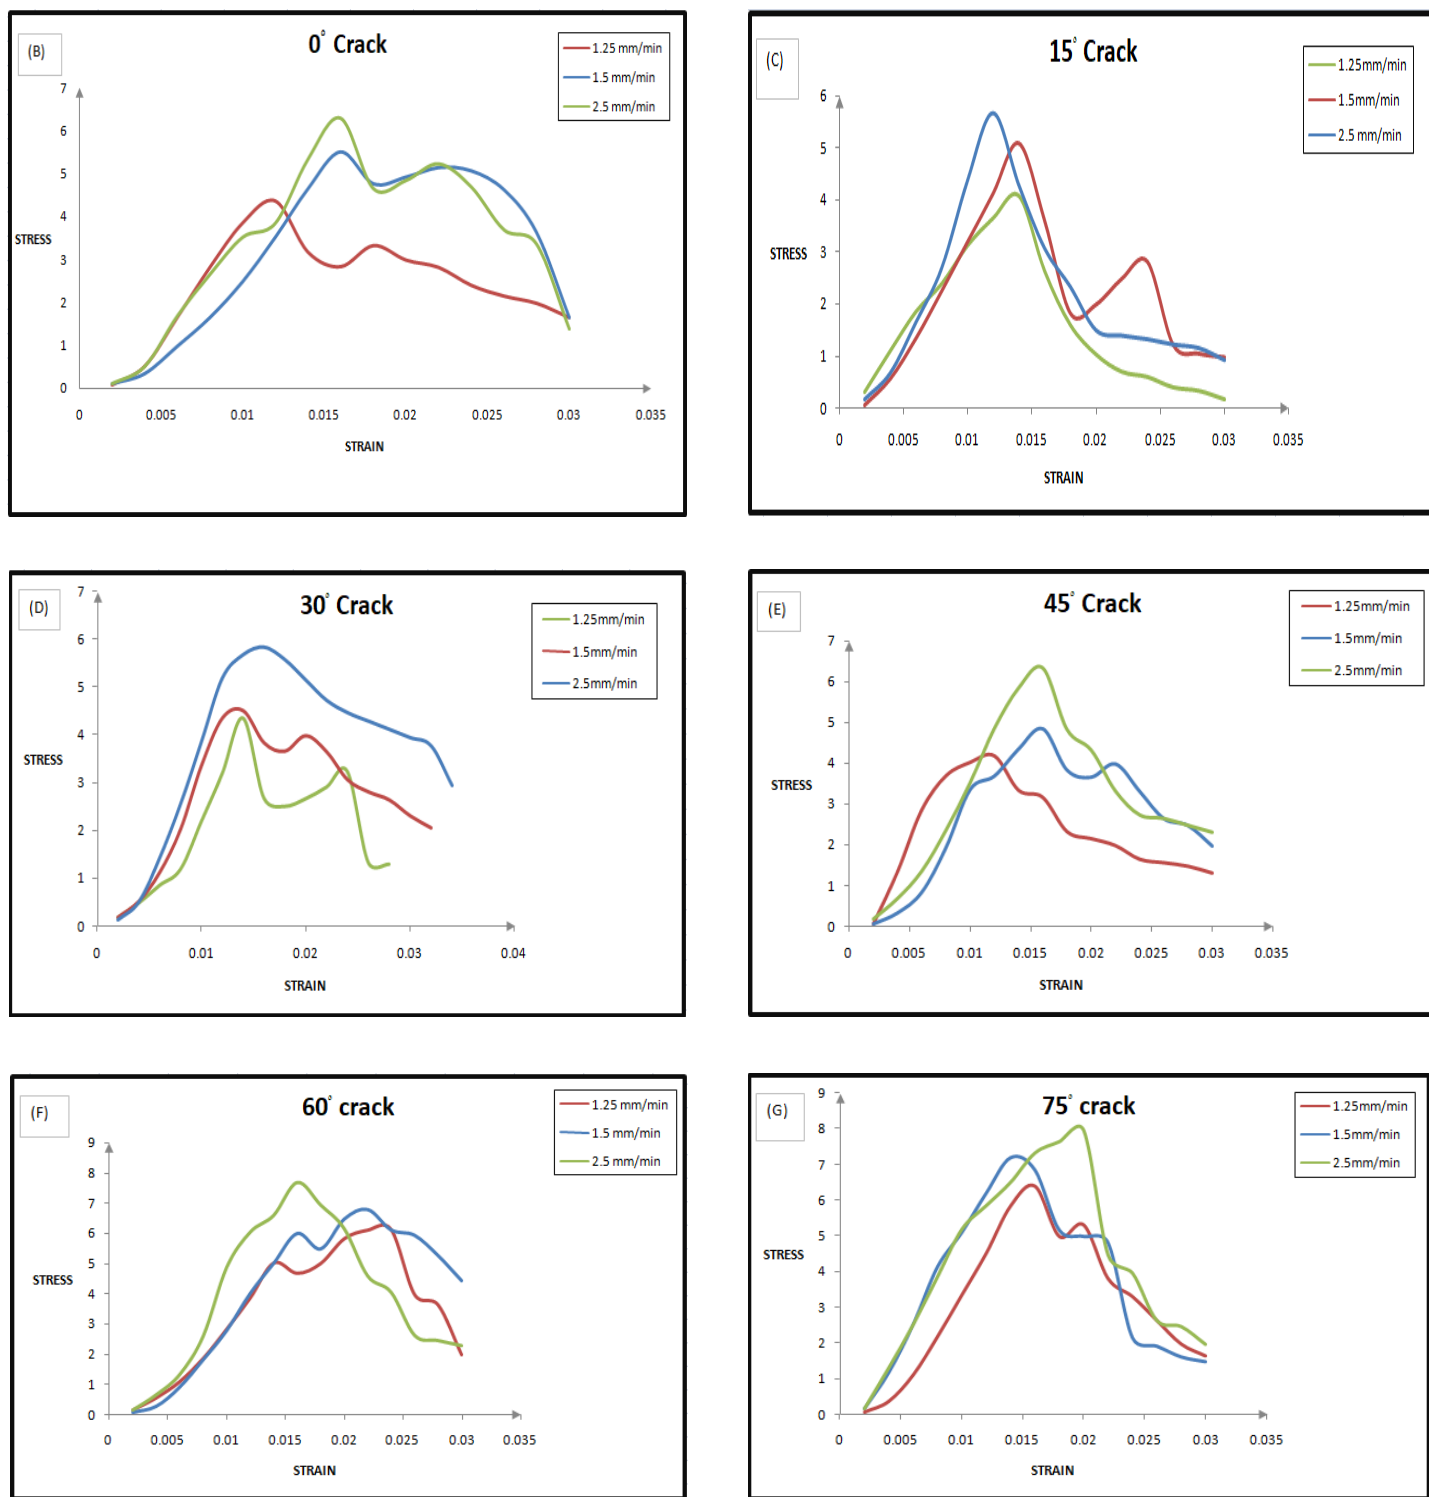 (B)
0° Crack
1.25 mm/min
1.5 mm/min
2.5 mm/min
7
6
5
4
3
2
1
0
STRESS
0 0.005 0.01 0.015 0.02 0.025 0.03 0.035
STRAIN
(C)
15° Crack
1.25mm/min
1.5mm/min
2.5 mm/min
6
5
4
3
2
1
0
STRESS
0 0.005 0.01 0.015 0.02 0.025 0.03 0.035
STRAIN
(D)
30° Crack
1.25mm/min
1.5mm/min
2.5mm/min
7
6
5
4
3
2
1
0
STRESS
0 0.01 0.02 0.03 0.04
STRAIN
(E)
45° Crack
1.25mm/min
1.5mm/min
2.5mm/min
7
6
5
4
3
2
1
0
STRESS
0 0.005 0.01 0.015 0.02 0.025 0.03 0.035
STRAIN
(F)
60° crack
1.25 mm/min
1.5 mm/min
2.5 mm/min
9
8
7
6
5
4
3
2
1
0
STRESS
0 0.005 0.01 0.015 0.02 0.025 0.03 0.035
STRAIN
(G)
75° crack
1.25mm/min
1.5mm/min
2.5mm/min
9
8
7
6
5
4
3
2
1
0
STRESS
0 0.005 0.01 0.015 0.02 0.025 0.03 0.035
STRAIN